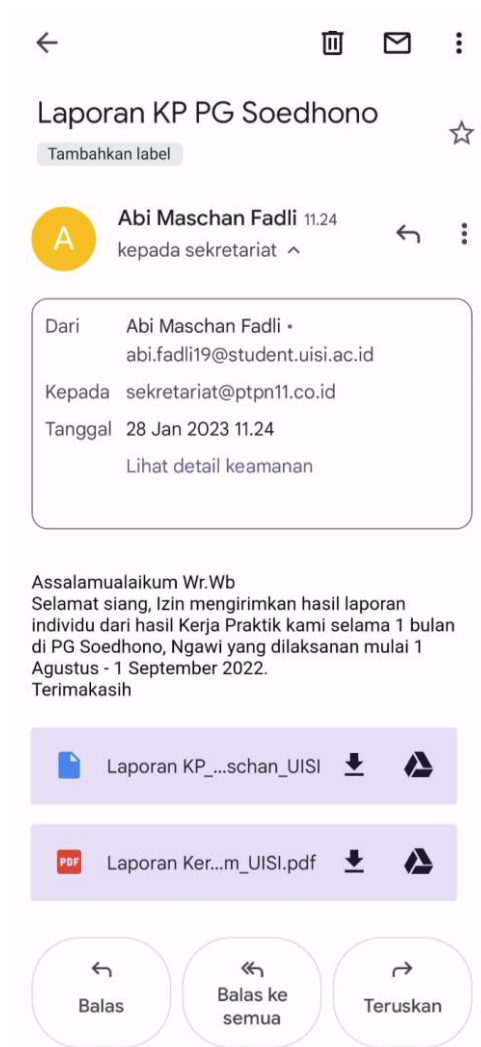 Laporan KP PG Soedhono
Tambahkan label
A
Abi Maschan Fadli 11.24
kepada sekretariat
Dari Abi Maschan Fadli •
abi.fadli19@student.uisi.ac.id
Kepada sekretariat@ptpn11.co.id
Tanggal 28 Jan 2023 11.24
Lihat detail keamanan
Assalamualaikum Wr.Wb
Selamat siang, Izin mengirimkan hasil laporan
individu dari hasil Kerja Praktik kami selama 1 bulan
di PG Soedhono, Ngawi yang dilaksanan mulai 1
Agustus - 1 September 2022.
Terimakasih
Laporan KP_...schan_UISI
PDF Laporan Ker...m_UISI.pdf
Balas
Balas ke
semua
Teruskan